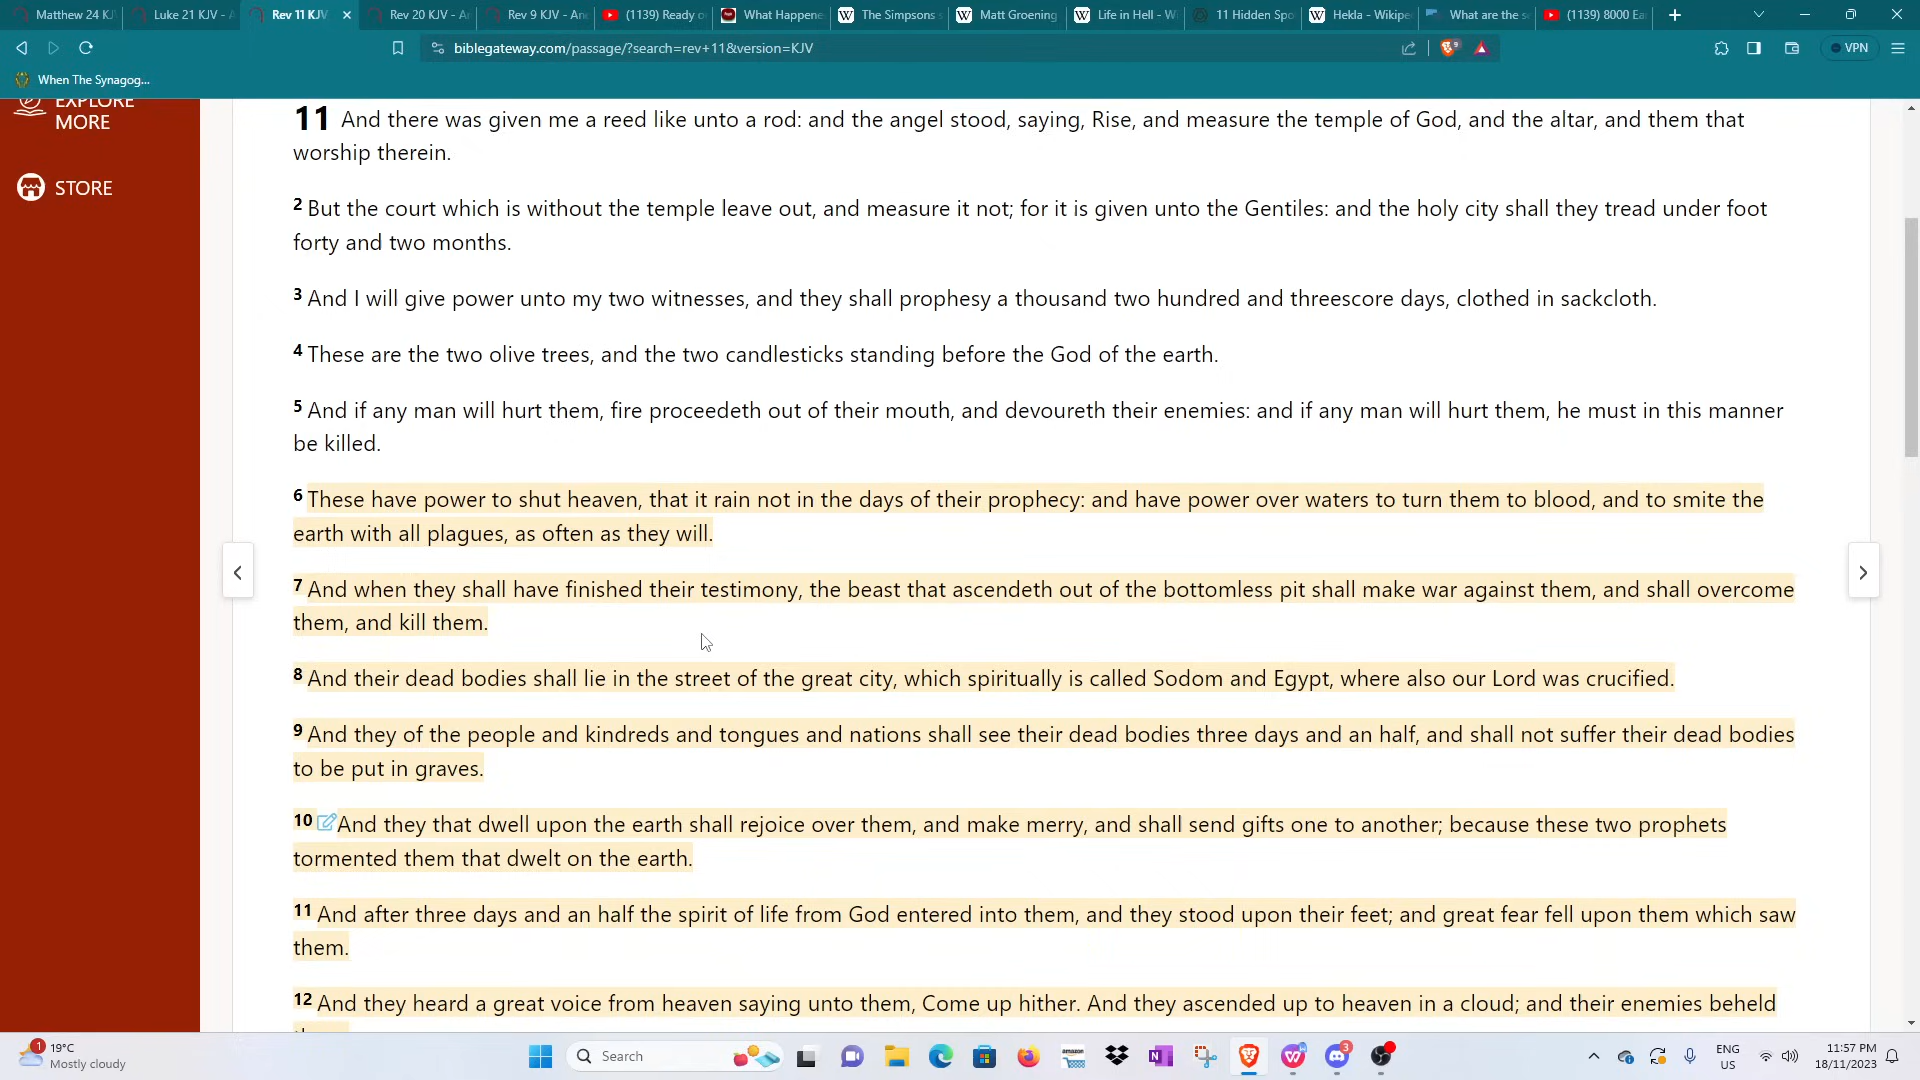 Matthew 24 KJ
Luke 21 KJV - A
Rev 11 KJV
Rev 20 KJV - A
Rev 9 KJV - An
(1139) Ready o
What Happene
The Simpsons
Matt Groening
Life in Hell - W
11 Hidden Spo
Hekla - Wikipe
What are the s
(1139) 8000 Ea
biblegateway.com/passage/?search=rev+11&version=KJV
9
VPN
When The Synagog...
EXPLORE
MORE
STORE
11 And there was given me a reed like unto a rod: and the angel stood, saying, Rise, and measure the temple of God, and the altar, and them that
worship therein.
2 But the court which is without the temple leave out, and measure it not; for it is given unto the Gentiles: and the holy city shall they tread under foot
forty and two months.
3 And I will give power unto my two witnesses, and they shall prophesy a thousand two hundred and threescore days, clothed in sackcloth.
4 These are the two olive trees, and the two candlesticks standing before the God of the earth.
5 And if any man will hurt them, fire proceedeth out of their mouth, and devoureth their enemies: and if any man will hurt them, he must in this manner
be killed.
6 These have power to shut heaven, that it rain not in the days of their prophecy: and have power over waters to turn them to blood, and to smite the
earth with all plagues, as often as they will.
7 And when they shall have finished their testimony, the beast that ascendeth out of the bottomless pit shall make war against them, and shall overcome
them, and kill them.
8 And their dead bodies shall lie in the street of the great city, which spiritually is called Sodom and Egypt, where also our Lord was crucified.
9 And they of the people and kindreds and tongues and nations shall see their dead bodies three days and an half, and shall not suffer their dead bodies
to be put in graves.
10 And they that dwell upon the earth shall rejoice over them, and make merry, and shall send gifts one to another; because these two prophets
tormented them that dwelt on the earth.
11 And after three days and an half the spirit of life from God entered into them, and they stood upon their feet; and great fear fell upon them which saw
them.
12 And they heard a great voice from heaven saying unto them, Come up hither. And they ascended up to heaven in a cloud; and their enemies beheld
1
19°C
Mostly cloudy
Search
amazon
3
ENG
US
11:57 PM
18/11/2023